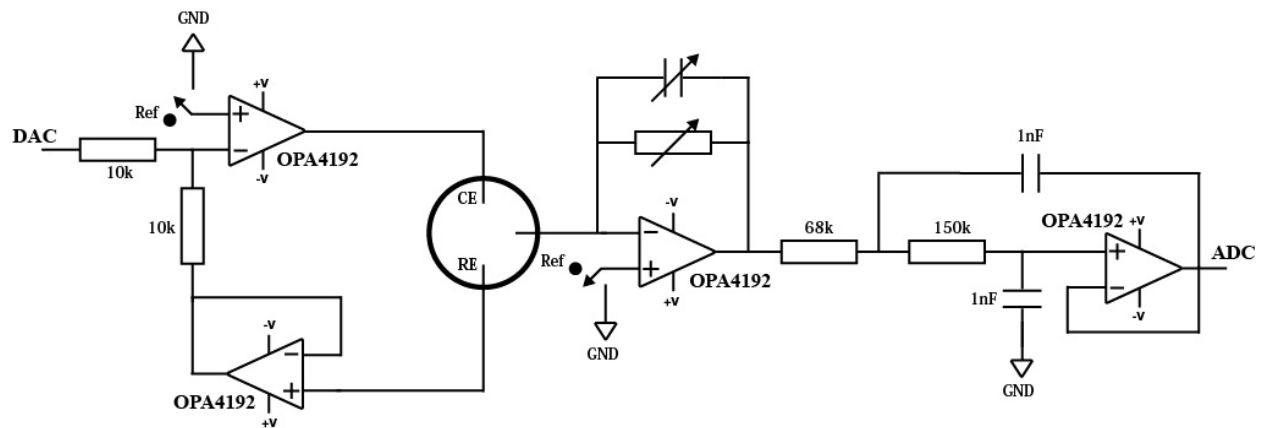 GND
+v
Ref
+
DAC
−
10k
-v
OPA4192
10k
CE
RE
-v
−
+
OPA4192
+v
-v
−
Ref
+
+v
OPA4192
GND
68k
150k
1nF
1nF
GND
OPA4192
+v
+
−
-v
ADC